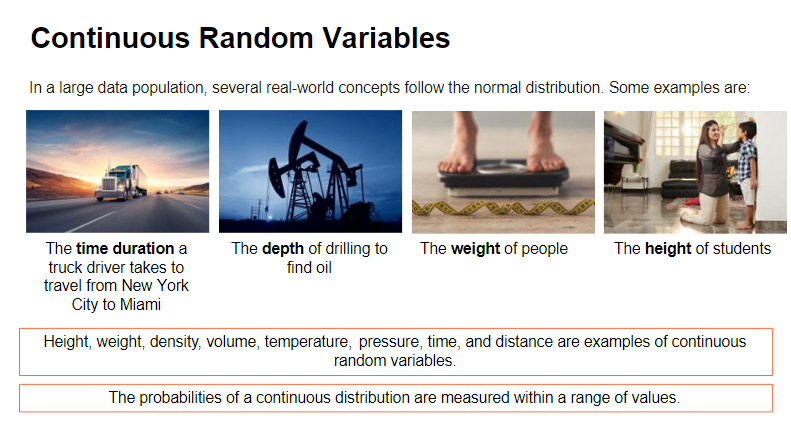 Continuous Random Variables
In a large data population, several real-world concepts follow the normal distribution. Some examples are:
The time duration a
truck driver takes to
travel from New York
City to Miami
The depth of drilling to
find oil
The weight of people
The height of students
Height, weight, density, volume, temperature, pressure, time, and distance are examples of continuous
random variables.
The probabilities of a continuous distribution are measured within a range of values.